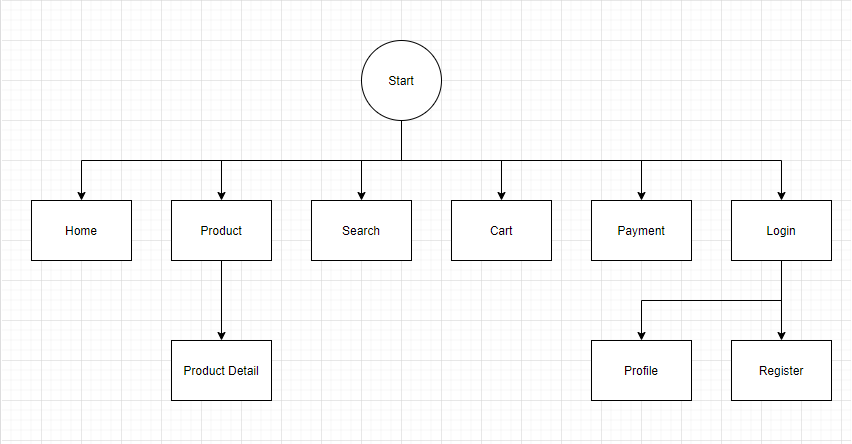 Start
Home
Product
Search
Cart
Payment
Login
Product Detail
Profile
Register